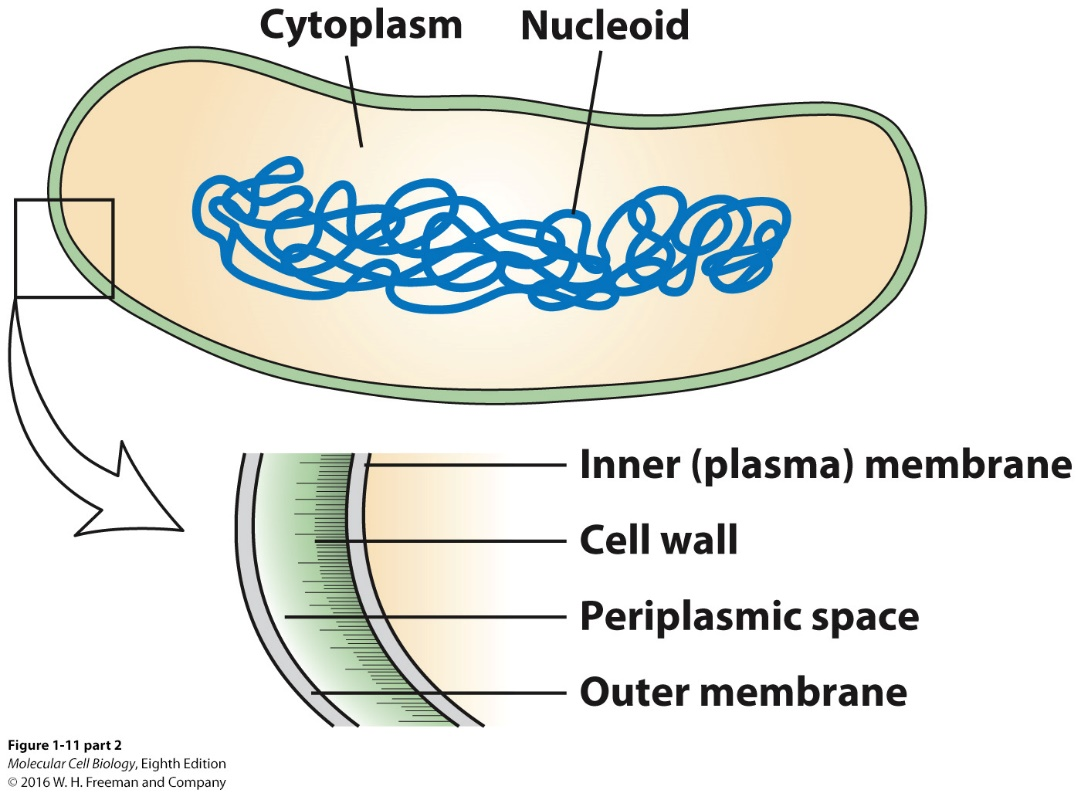 Cytoplasm Nucleoid
Inner (plasma) membrane
Cell wall
Periplasmic space
Outer membrane
Figure 1-11 part 2
Molecular Cell Biology, Eighth Edition
© 2016 W. H. Freeman and Company